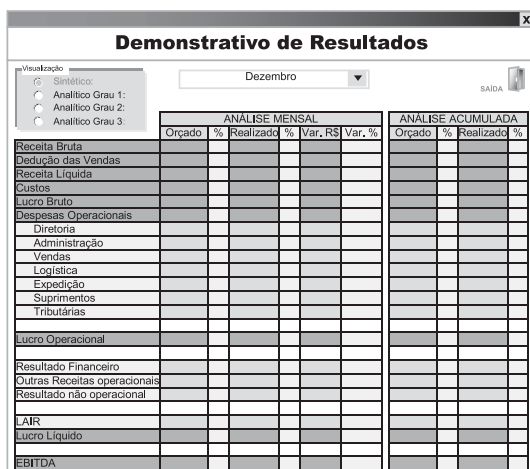 x
Demonstrativo de Resultados
Visualização
Sintético:
Analítico Grau 1:
Analítico Grau 2:
Analítico Grau 3:
Dezembro
SAÍDA
ANÁLISE MENSAL ANÁLISE ACUMULADA
Orçado % Realizado % Var. R$ Var. % Orçado % Realizado %
Receita Bruta
Dedução das Vendas
Receita Líquida
Custos
Lucro Bruto
Despesas Operacionais
Diretoria
Administração
Vendas
Logística
Expedição
Suprimentos
Tributárias
Lucro Operacional
Resultado Financeiro
Outras Receitas operacionais
Resultado não operacional
LAIR
Lucro Líquido
EBITDA